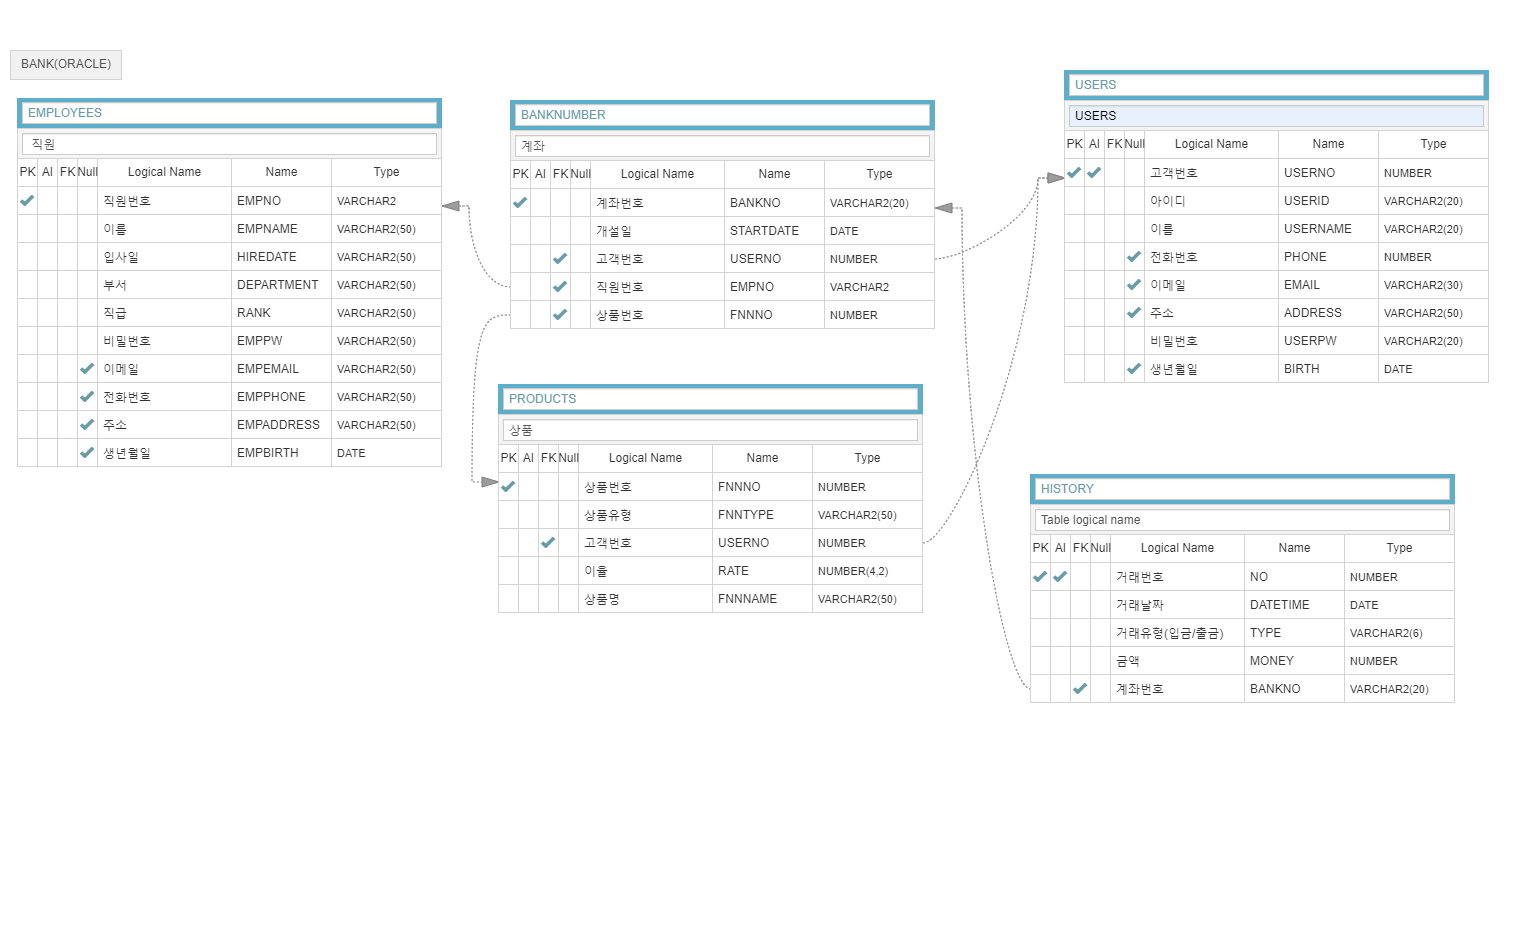 BANK(ORACLE)
EMPLOYEES
직원
PK AI FK Null Logical Name Name Type
직원번호 EMPNO VARCHAR2
이름 EMPNAME VARCHAR2(50)
입사일 HIREDATE VARCHAR2(50)
부서 DEPARTMENT VARCHAR2(50)
직급 RANK VARCHAR2(50)
비밀번호 EMPPW VARCHAR2(50)
이메일 EMPEMAIL VARCHAR2(50)
전화번호 EMPPHONE VARCHAR2(50)
주소 EMPADDRESS VARCHAR2(50)
생년월일 EMPBIRTH DATE
BANKNUMBER
계좌
PK AI FK Null Logical Name Name Type
계좌번호 BANKNO VARCHAR2(20)
개설일 STARTDATE DATE
고객번호 USERNO NUMBER
직원번호 EMPNO VARCHAR2
상품번호 FNNNO NUMBER
PRODUCTS
상품
PK AI FK Null Logical Name Name Type
상품번호 FNNNO NUMBER
상품유형 FNNTYPE VARCHAR2(50)
고객번호 USERNO NUMBER
이율 RATE NUMBER(4,2)
상품명 FNNNAME VARCHAR2(50)
USERS
USERS
PK AI FK Null Logical Name Name Type
고객번호 USERNO NUMBER
아이디 USERID VARCHAR2(20)
이름 USERNAME VARCHAR2(20)
전화번호 PHONE NUMBER
이메일 EMAIL VARCHAR2(30)
주소 ADDRESS VARCHAR2(50)
비밀번호 USERPW VARCHAR2(20)
생년월일 BIRTH DATE
HISTORY
Table logical name
PK AI FK Null Logical Name Name Type
거래번호 NO NUMBER
거래날짜 DATETIME DATE
거래유형(입금/출금) TYPE VARCHAR2(6)
금액 MONEY NUMBER
계좌번호 BANKNO VARCHAR2(20)